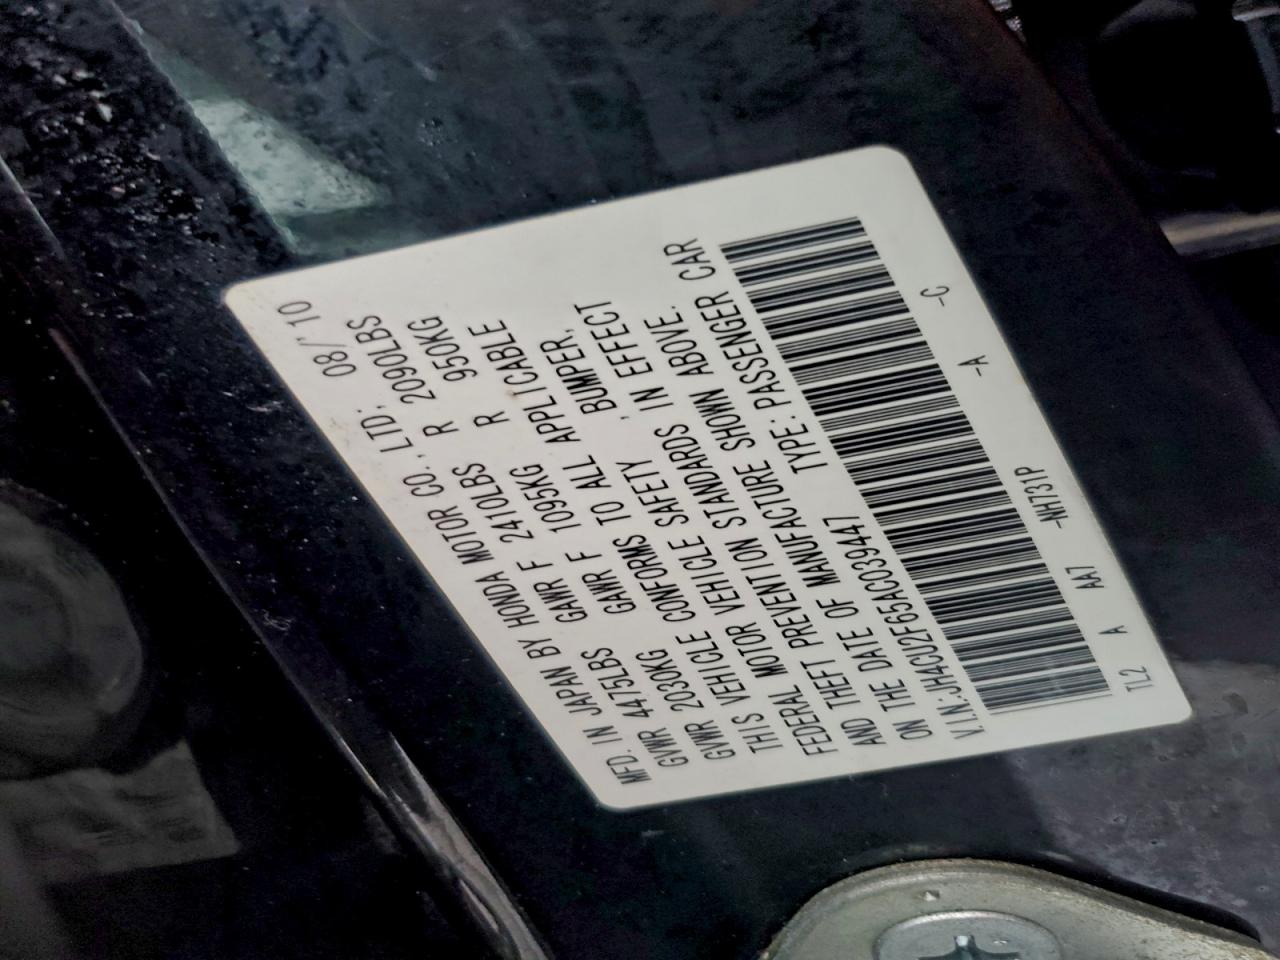 MFD. IN JAPAN BY HONDA MOTOR CO., LTD. 08/'10
GVWR 4475LBS GAWR F 2410LBS R 2090LBS
GVWR 2030KG GAWR F 1095KG R 950KG
THIS VEHICLE CONFORMS TO ALL APPLICABLE
FEDERAL MOTOR VEHICLE SAFETY, BUMPER,
AND THEFT PREVENTION STANDARDS IN EFFECT
ON THE DATE OF MANUFACTURE SHOWN ABOVE.
V.I.N.:JH4CU2F65AC039447 TYPE: PASSENGER CAR
TL2 A AA7 -NH731P -A -C